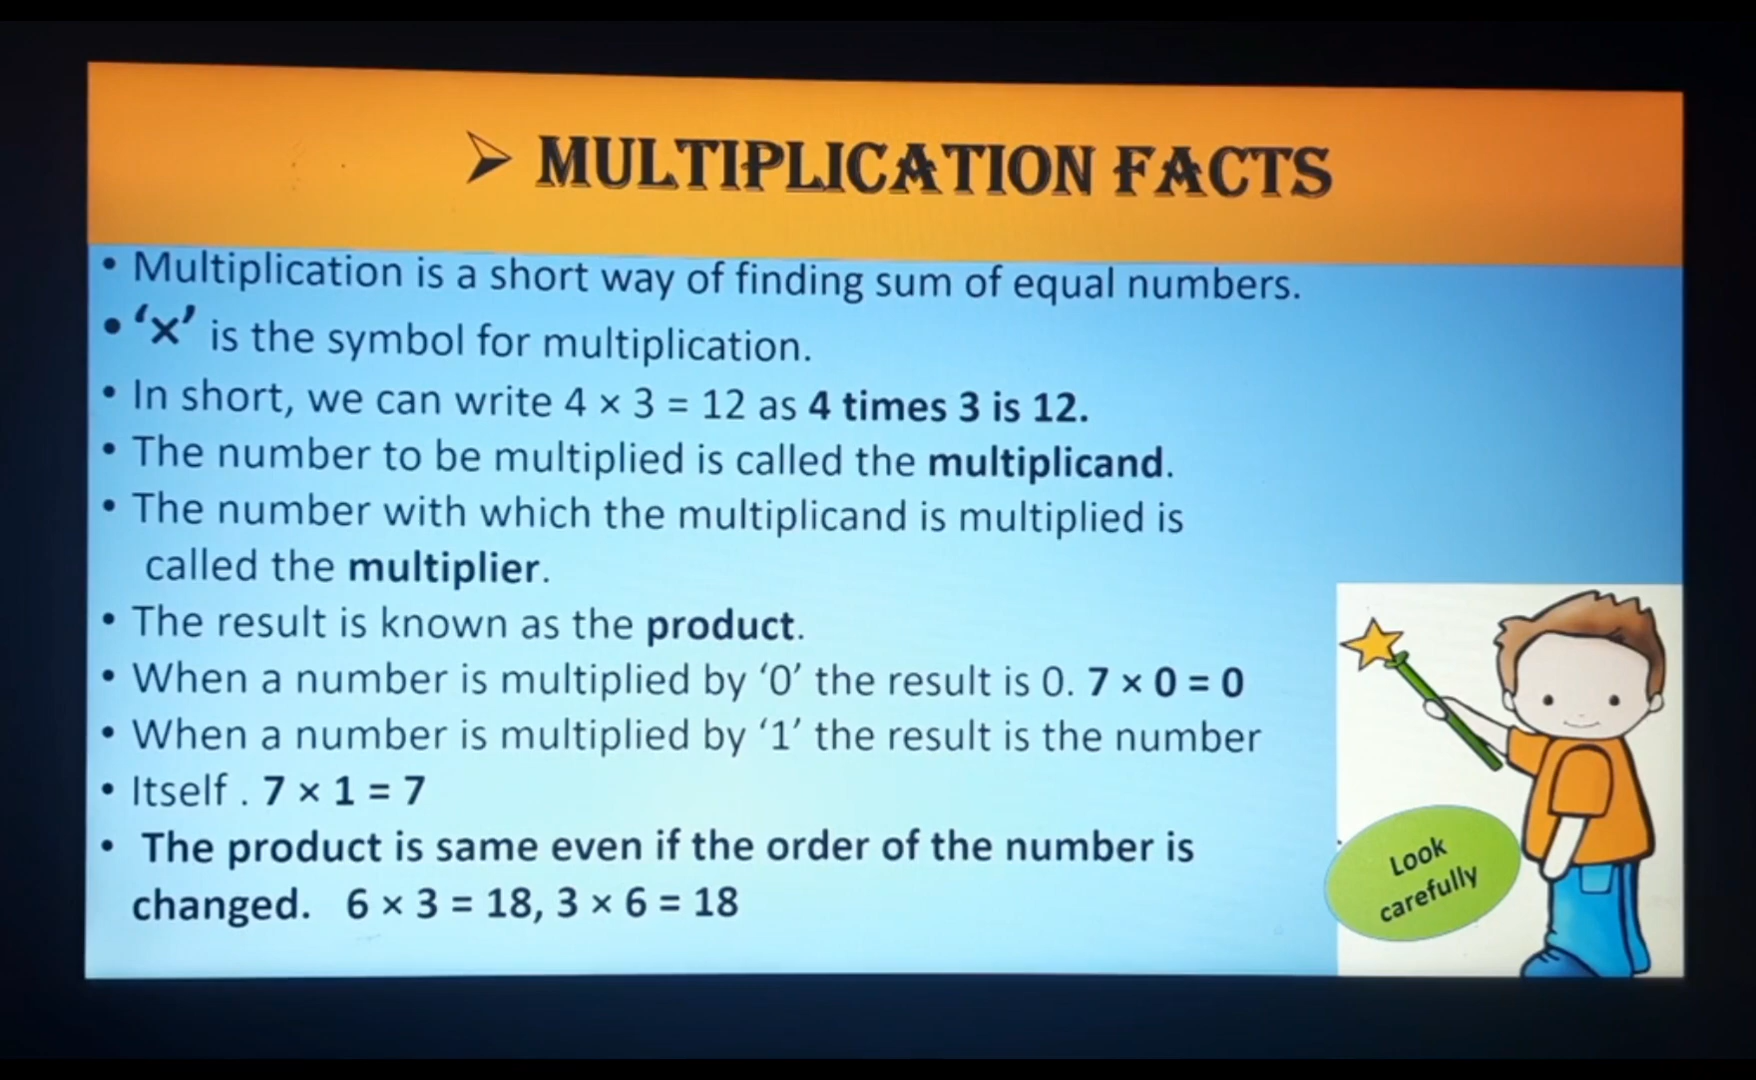 ➢ MULTIPLICATION FACTS
• Multiplication is a short way of finding sum of equal numbers.
• ‘×’ is the symbol for multiplication.
• In short, we can write 4 × 3 = 12 as 4 times 3 is 12.
• The number to be multiplied is called the multiplicand.
• The number with which the multiplicand is multiplied is
called the multiplier.
• The result is known as the product.
• When a number is multiplied by ‘0’ the result is 0. 7 × 0 = 0
• When a number is multiplied by ‘1’ the result is the number
• Itself . 7 × 1 = 7
• The product is same even if the order of the number is
changed. 6 × 3 = 18, 3 × 6 = 18
Look
carefully